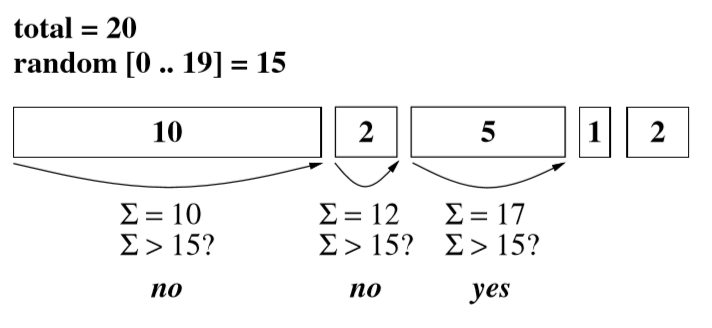 total = 20
random [0 .. 19] = 15
10 2 5 1 2
Σ = 10 Σ = 12 Σ = 17
Σ > 15? Σ > 15? Σ > 15?
no no yes